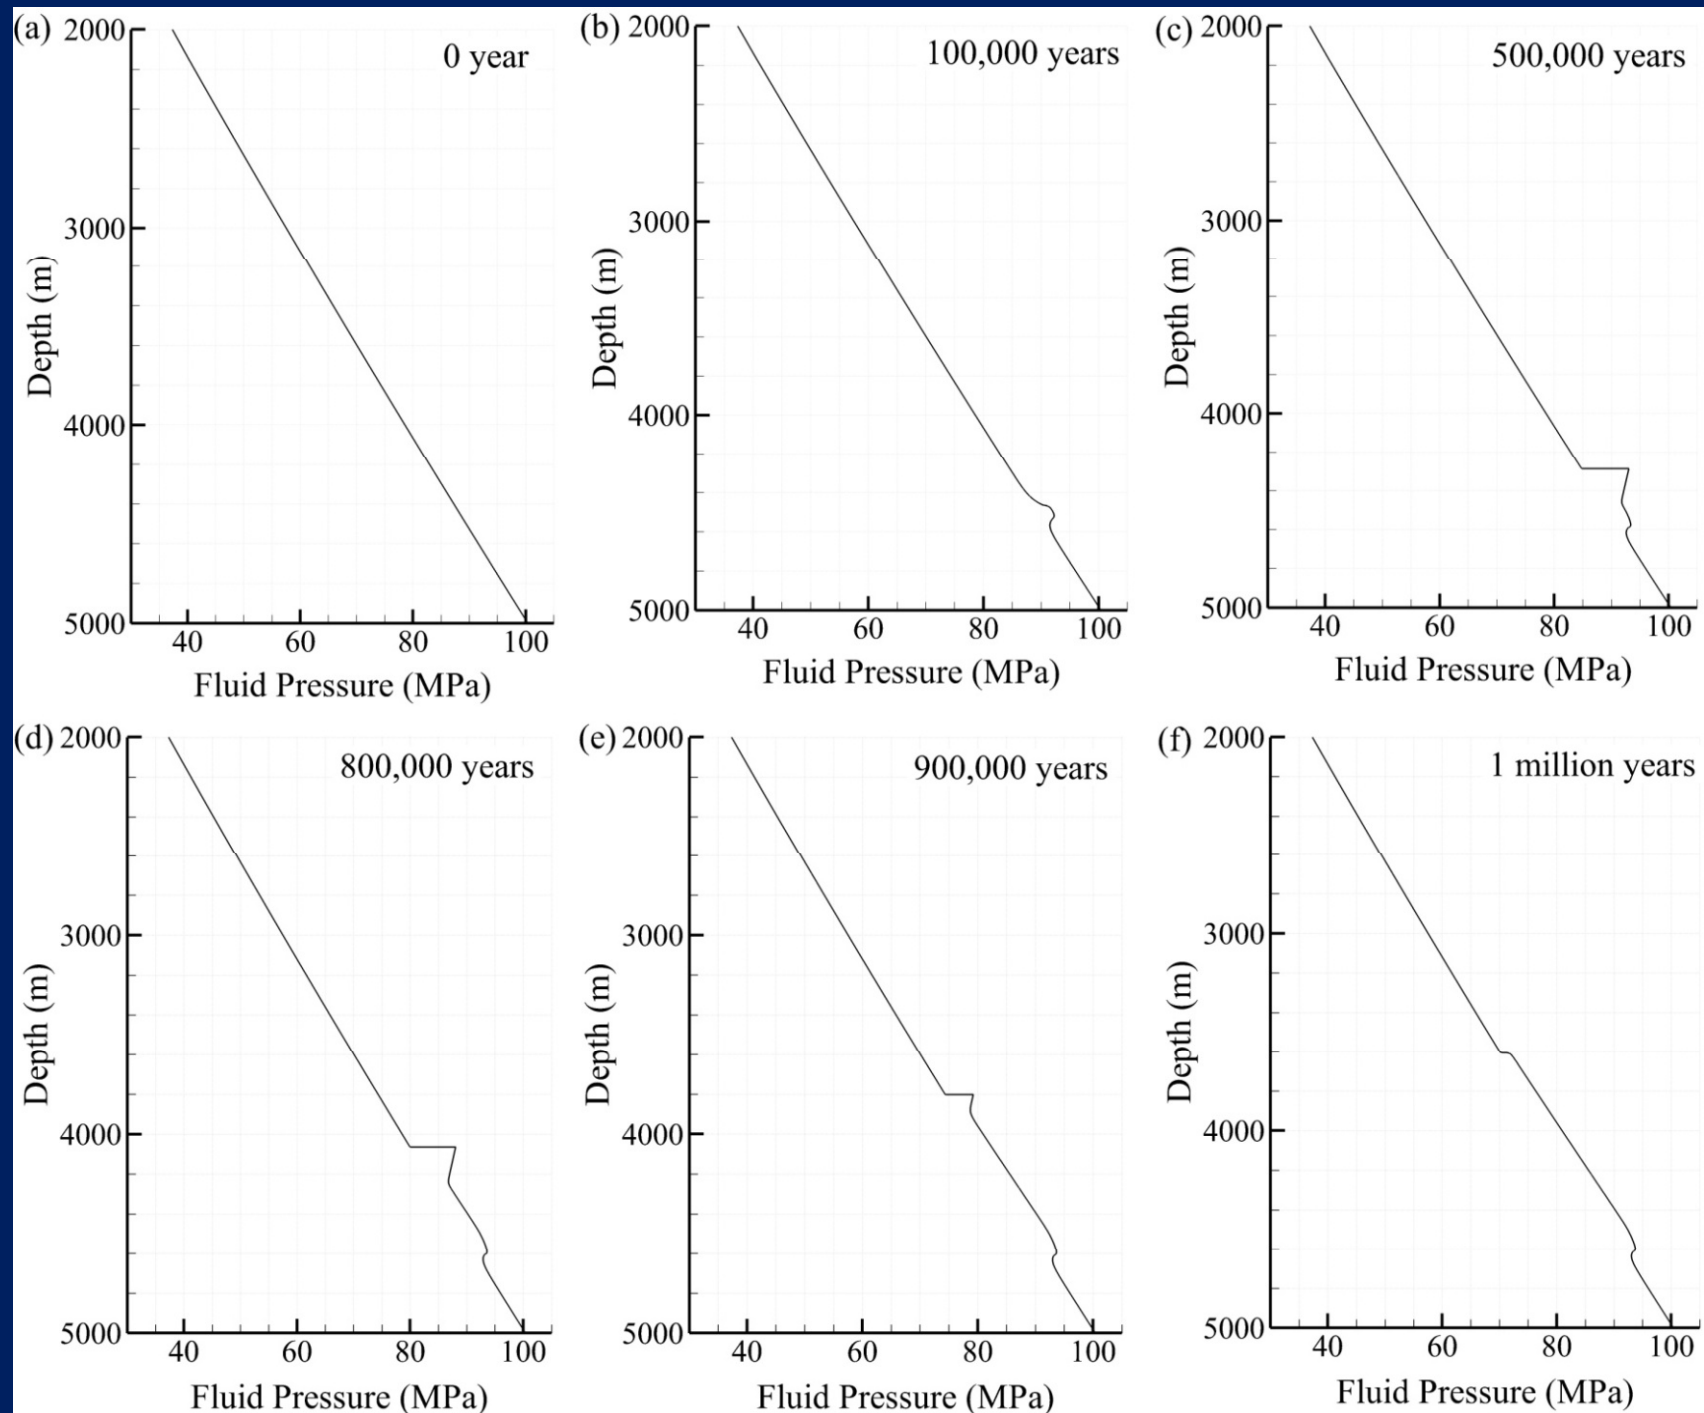 (a)
0 year
2000
3000
4000
5000
Depth (m)
40 60 80 100
Fluid Pressure (MPa)
(b)
100,000 years
2000
3000
4000
5000
Depth (m)
40 60 80 100
Fluid Pressure (MPa)
(c)
500,000 years
2000
3000
4000
5000
Depth (m)
40 60 80 100
Fluid Pressure (MPa)
(d)
800,000 years
2000
3000
4000
5000
Depth (m)
40 60 80 100
Fluid Pressure (MPa)
(e)
900,000 years
2000
3000
4000
5000
Depth (m)
40 60 80 100
Fluid Pressure (MPa)
(f)
1 million years
2000
3000
4000
5000
Depth (m)
40 60 80 100
Fluid Pressure (MPa)